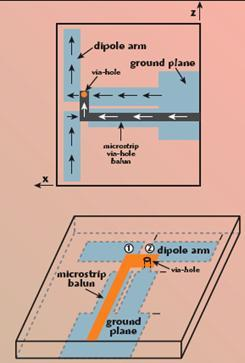 z
dipole arm
ground plane
via-hole
microstrip
via-hole
balun
x
① ② dipole arm
via-hole
microstrip
balun
ground
plane